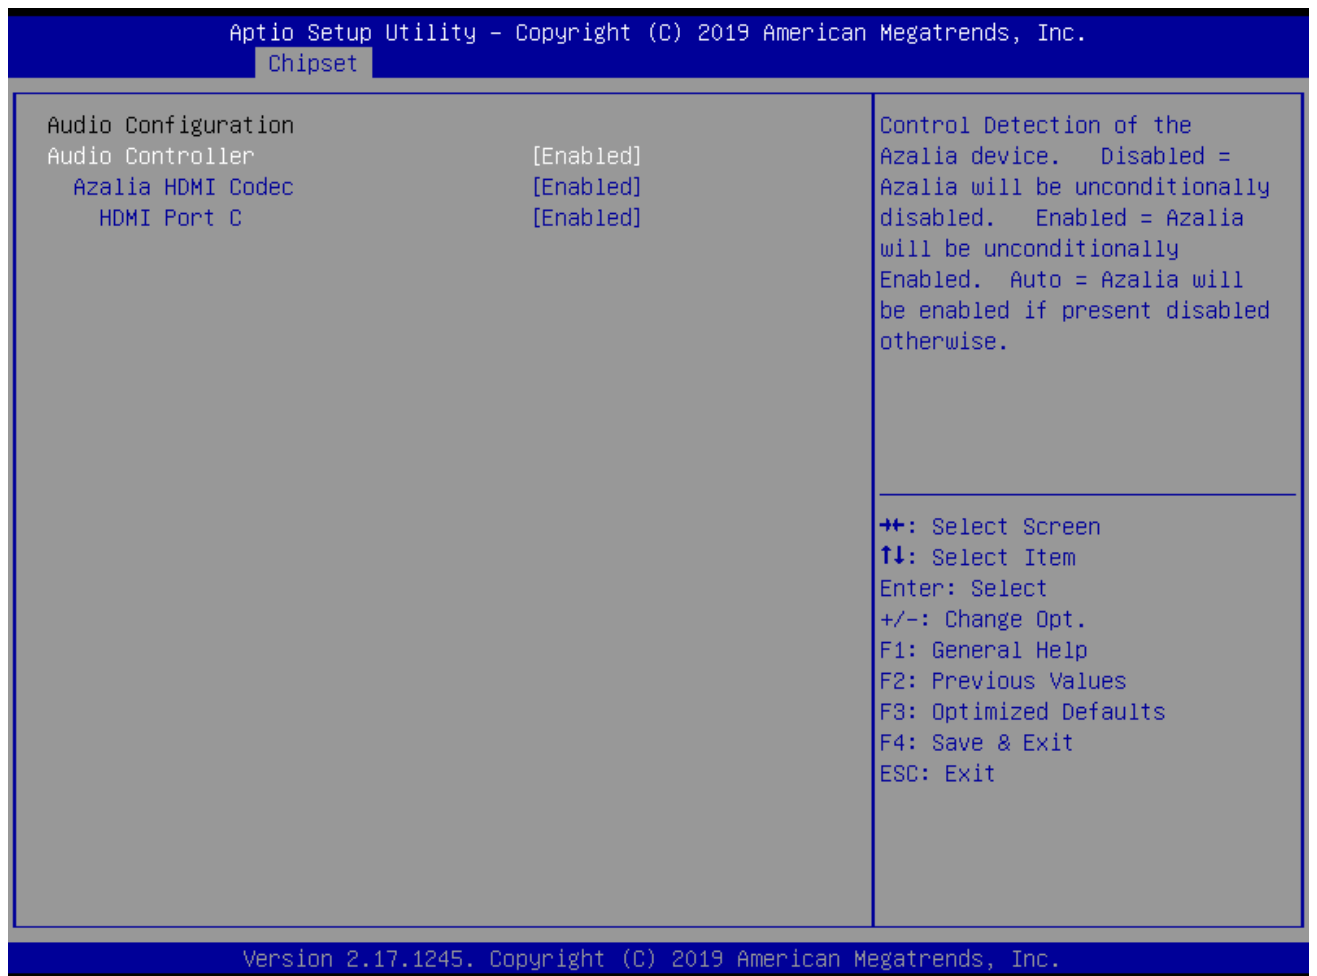 Aptio Setup Utility – Copyright (C) 2019 American Megatrends, Inc.
Chipset
Audio Configuration
Audio Controller [Enabled]
Azalia HDMI Codec [Enabled]
HDMI Port C [Enabled]
Control Detection of the
Azalia device.   Disabled =
Azalia will be unconditionally
disabled.   Enabled = Azalia
will be unconditionally
Enabled.  Auto = Azalia will
be enabled if present disabled
otherwise.
→←: Select Screen
↑↓: Select Item
Enter: Select
+/-: Change Opt.
F1: General Help
F2: Previous Values
F3: Optimized Defaults
F4: Save & Exit
ESC: Exit
Version 2.17.1245. Copyright (C) 2019 American Megatrends, Inc.